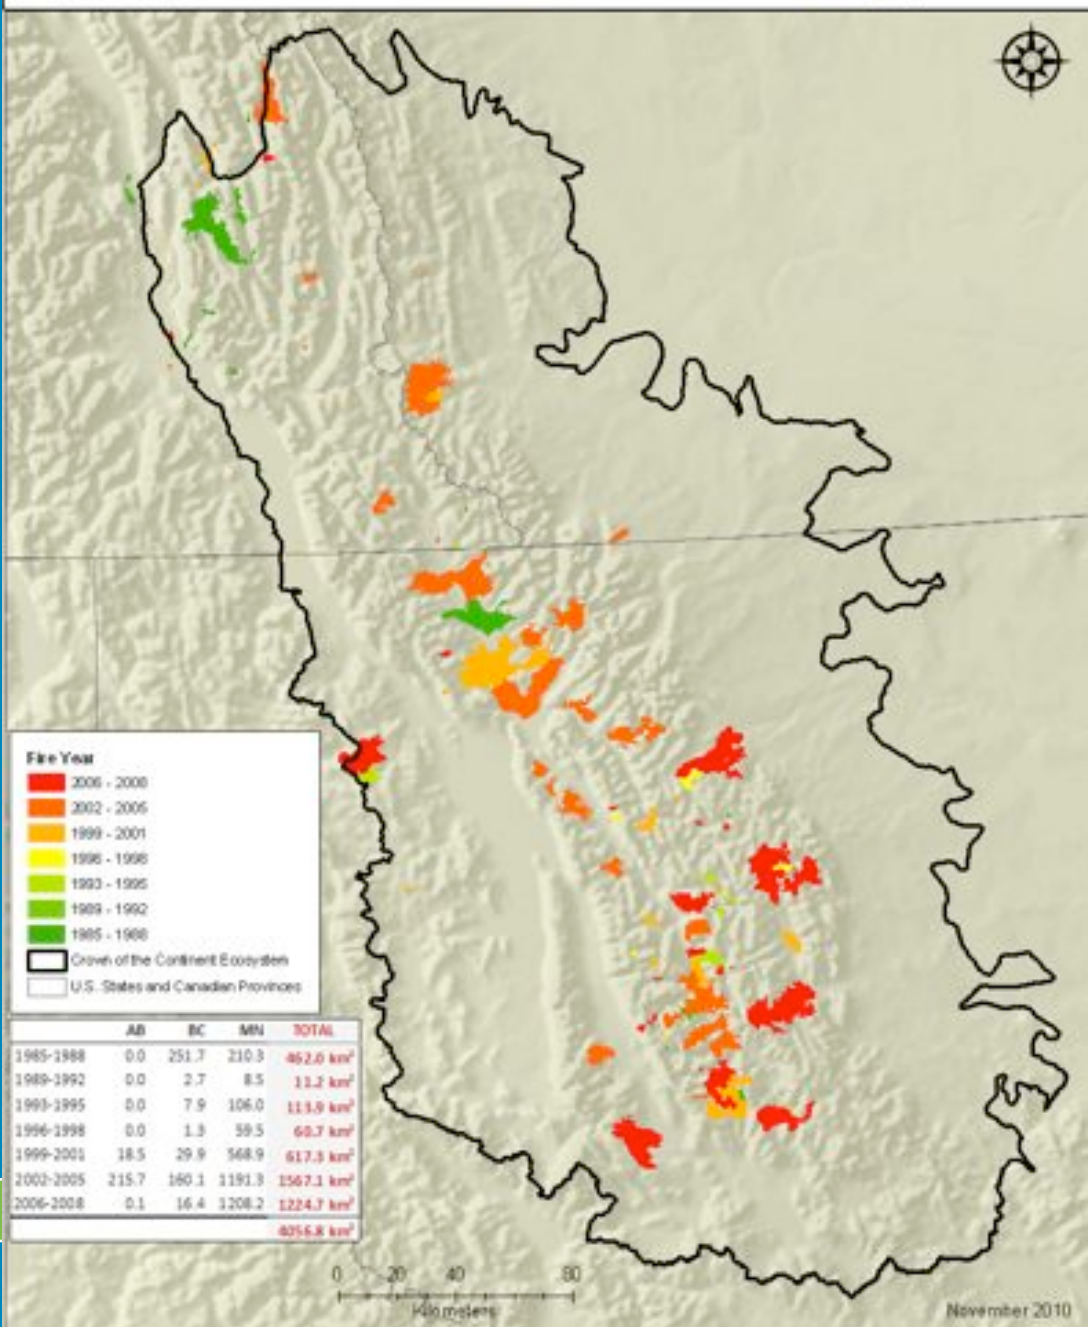 Fire Year
2006 - 2008
2002 - 2005
1999 - 2001
1996 - 1998
1993 - 1995
1989 - 1992
1985 - 1988
Crown of the Continent Ecosystem
U.S. States and Canadian Provinces
AB BC MN TOTAL
1985-1988 0.0 251.7 210.3 462.0 km²
1989-1992 0.0 2.7 8.5 11.2 km²
1993-1995 0.0 7.9 106.0 113.9 km²
1996-1998 0.0 1.3 59.5 60.7 km²
1999-2001 18.5 29.9 568.9 617.3 km²
2002-2005 215.7 160.1 1191.3 1567.1 km²
2006-2008 0.1 16.4 1208.2 1224.7 km²
4056.8 km²
0 20 40 80
Kilometers
November 2010